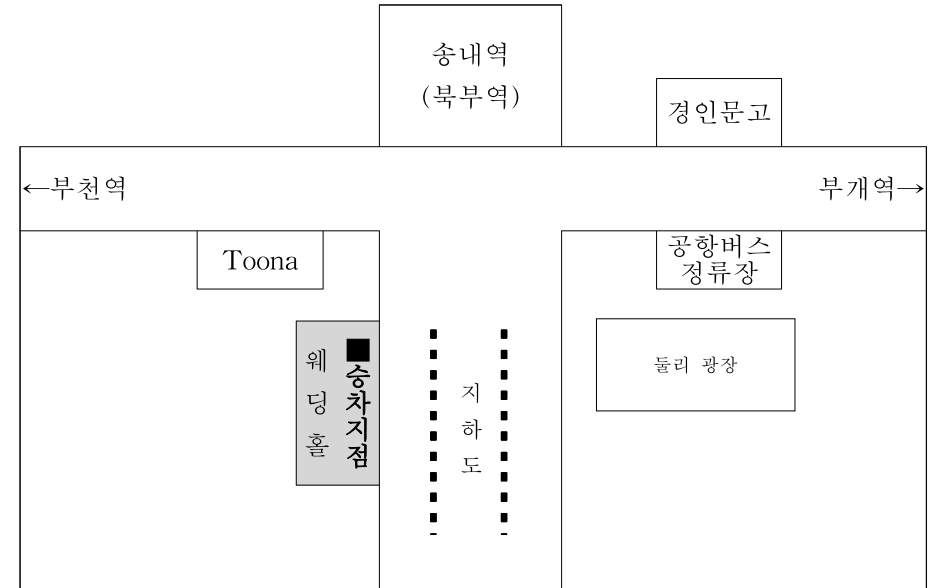 송내역
(북부역)
경인문고
←부천역
부개역→
Toona
공항버스
정류장
웨딩홀
■승차지점
지하도
둘리 광장